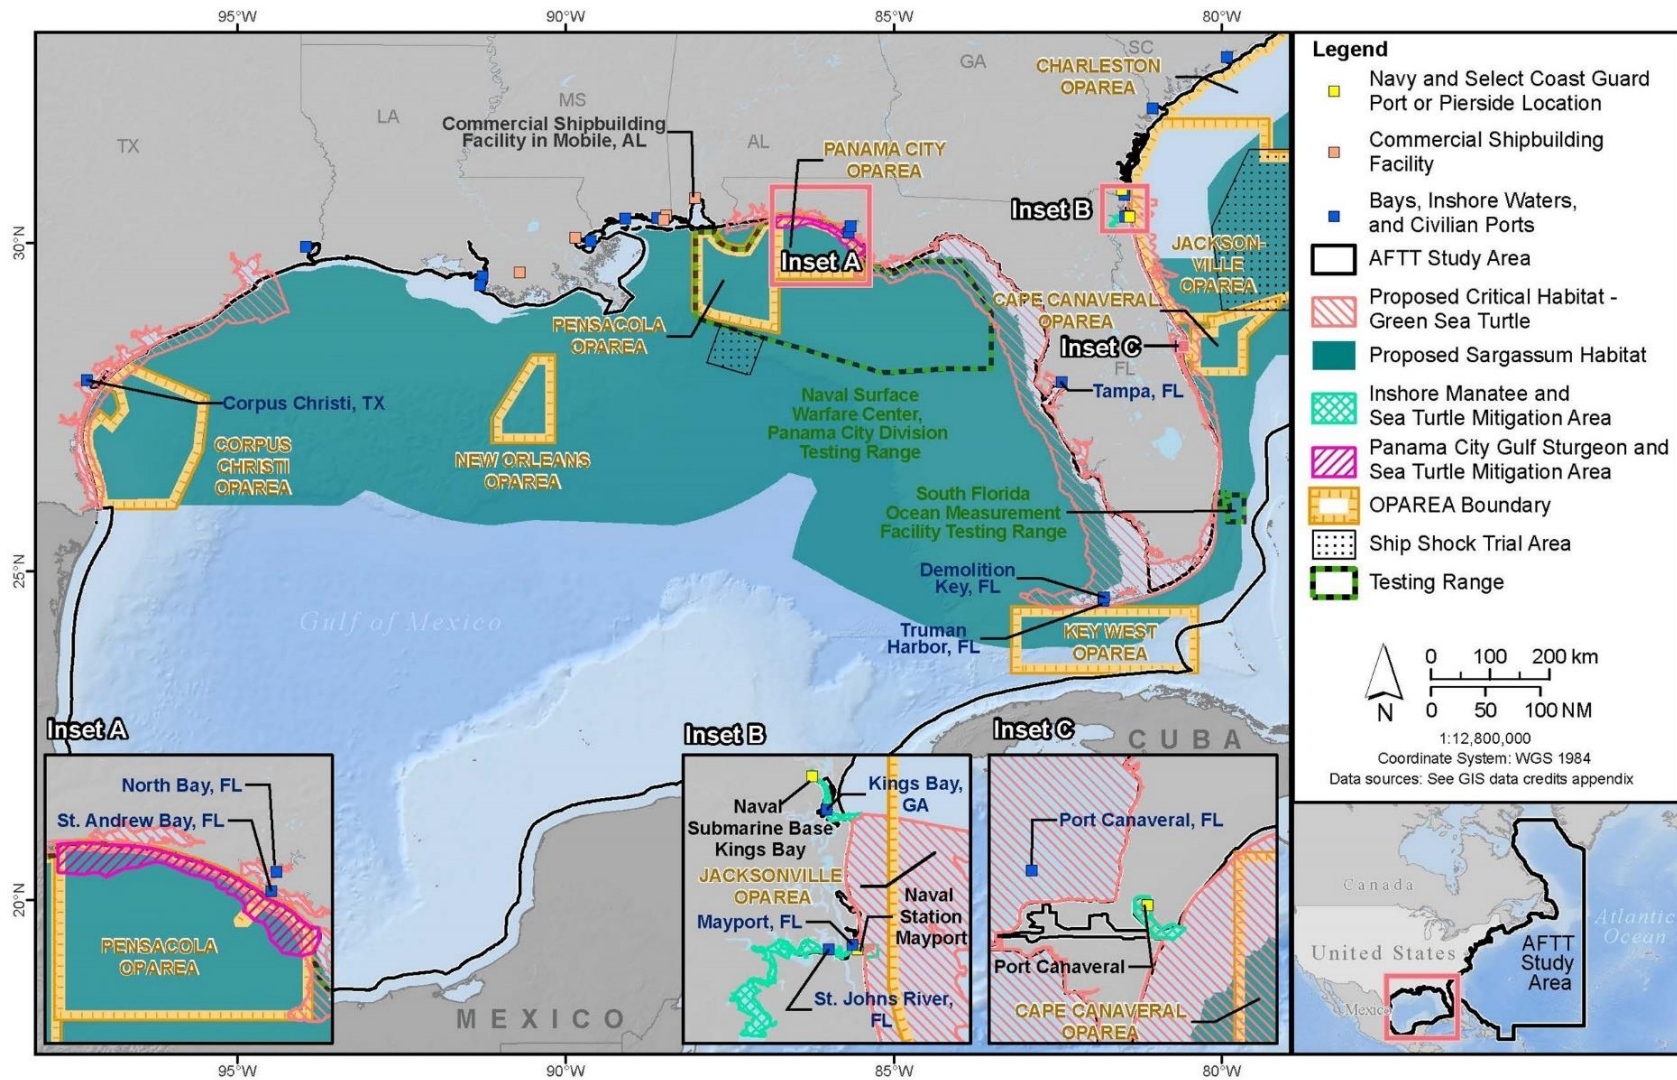 95°W
90°W
85°W
80°W
SC
GA
CHARLESTON
OPAREA
MS
LA
TX
AL
Commercial Shipbuilding
Facility in Mobile, AL
PANAMA CITY
OPAREA
Inset B
30°N
Inset A
JACKSON-
VILLE
OPAREA
CAPE CANAVERAL
OPAREA
PENSACOLA
OPAREA
Inset C
FL
Tampa, FL
Corpus Christi, TX
Naval Surface
Warfare Center,
Panama City Division
Testing Range
CORPUS
CHRISTI
OPAREA
NEW ORLEANS
OPAREA
South Florida
Ocean Measurement
Facility Testing Range
25°N
Demolition
Key, FL
Gulf of Mexico
Truman
Harbor, FL
KEY WEST
OPAREA
CUBA
MEXICO
20°N
Inset A
North Bay, FL
St. Andrew Bay, FL
PENSACOLA
OPAREA
Inset B
Kings Bay,
GA
Naval
Submarine Base
Kings Bay
JACKSONVILLE
OPAREA
Mayport, FL
Naval
Station
Mayport
St. Johns River,
FL
Inset C
Port Canaveral, FL
Port Canaveral
CAPE CANAVERAL
OPAREA
95°W
90°W
85°W
80°W
Legend
Navy and Select Coast Guard
Port or Pierside Location
Commercial Shipbuilding
Facility
Bays, Inshore Waters,
and Civilian Ports
AFTT Study Area
Proposed Critical Habitat -
Green Sea Turtle
Proposed Sargassum Habitat
Inshore Manatee and
Sea Turtle Mitigation Area
Panama City Gulf Sturgeon and
Sea Turtle Mitigation Area
OPAREA Boundary
Ship Shock Trial Area
Testing Range
N
0 100 200 km
0 50 100 NM
1:12,800,000
Coordinate System: WGS 1984
Data sources: See GIS data credits appendix
Canada
United States
Mexico
Atlantic
Ocean
AFTT
Study
Area